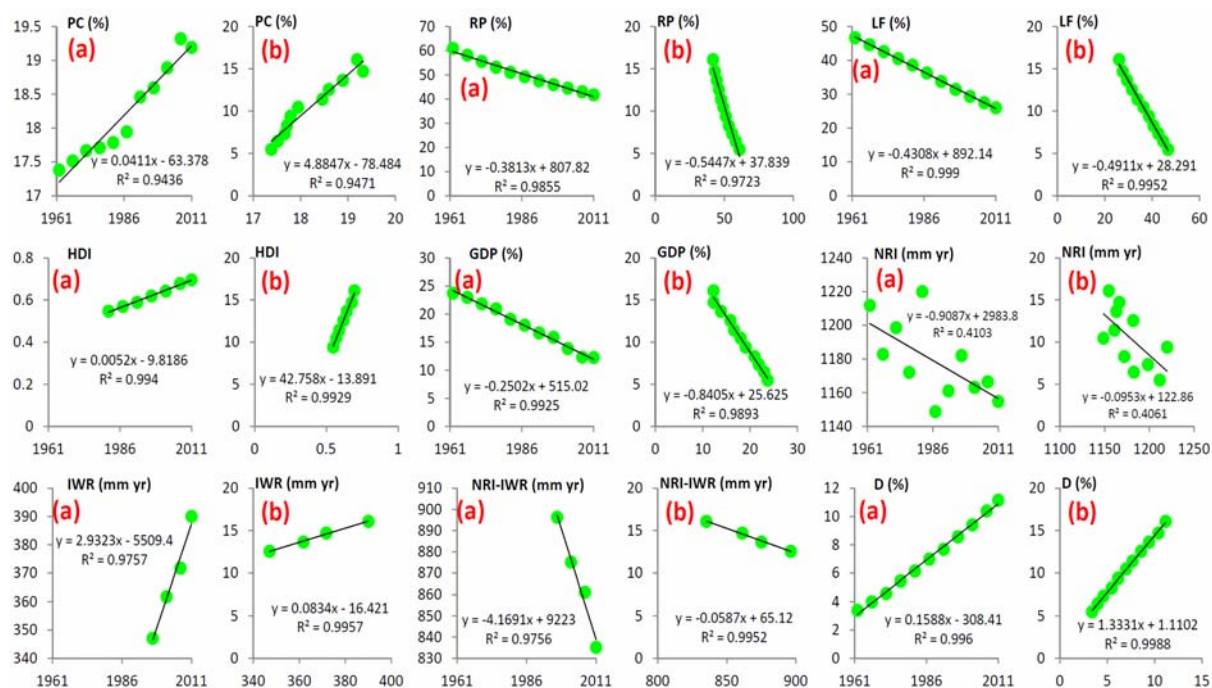 PC (%)
(a)
19.5
19
18.5
18
17.5
17
y = 0.0411x - 63.378
R² = 0.9436
1961 1986 2011
PC (%)
(b)
20
15
10
5
0
y = 4.8847x - 78.484
R² = 0.9471
17 18 19 20
RP (%)
(a)
70
60
50
40
30
20
10
0
y = -0.3813x + 807.82
R² = 0.9855
1961 1986 2011
RP (%)
(b)
20
15
10
5
0
y = -0.5447x + 37.839
R² = 0.9723
0 50 100
LF (%)
(a)
50
40
30
20
10
0
y = -0.4308x + 892.14
R² = 0.999
1961 1986 2011
LF (%)
(b)
20
15
10
5
0
y = -0.4911x + 28.291
R² = 0.9952
0 20 40 60
HDI
(a)
0.8
0.6
0.4
0.2
0
y = 0.0052x - 9.8186
R² = 0.994
1961 1986 2011
HDI
(b)
20
15
10
5
0
y = 42.758x - 13.891
R² = 0.9929
0 0.5 1
GDP (%)
(a)
30
25
20
15
10
5
0
y = -0.2502x + 515.02
R² = 0.9925
1961 1986 2011
GDP (%)
(b)
20
15
10
5
0
y = -0.8405x + 25.625
R² = 0.9893
0 10 20 30
NRI (mm yr)
(a)
1240
1220
1200
1180
1160
1140
y = -0.9087x + 2983.8
R² = 0.4103
1961 1986 2011
NRI (mm yr)
(b)
20
15
10
5
0
y = -0.0953x + 122.86
R² = 0.4061
1100 1150 1200 1250
IWR (mm yr)
(a)
400
390
380
370
360
350
340
y = 2.9323x - 5509.4
R² = 0.9757
1961 1986 2011
IWR (mm yr)
(b)
20
15
10
5
0
y = 0.0834x - 16.421
R² = 0.9957
340 360 380 400
NRI-IWR (mm yr)
(a)
910
900
890
880
870
860
850
840
830
y = -4.1691x + 9223
R² = 0.9756
1961 1986 2011
NRI-IWR (mm yr)
(b)
20
15
10
5
0
y = -0.0587x + 65.12
R² = 0.9952
800 850 900
D (%)
(a)
12
10
8
6
4
2
0
y = 0.1588x - 308.41
R² = 0.996
1961 1986 2011
D (%)
(b)
20
15
10
5
0
y = 1.3331x + 1.1102
R² = 0.9988
0 5 10 15